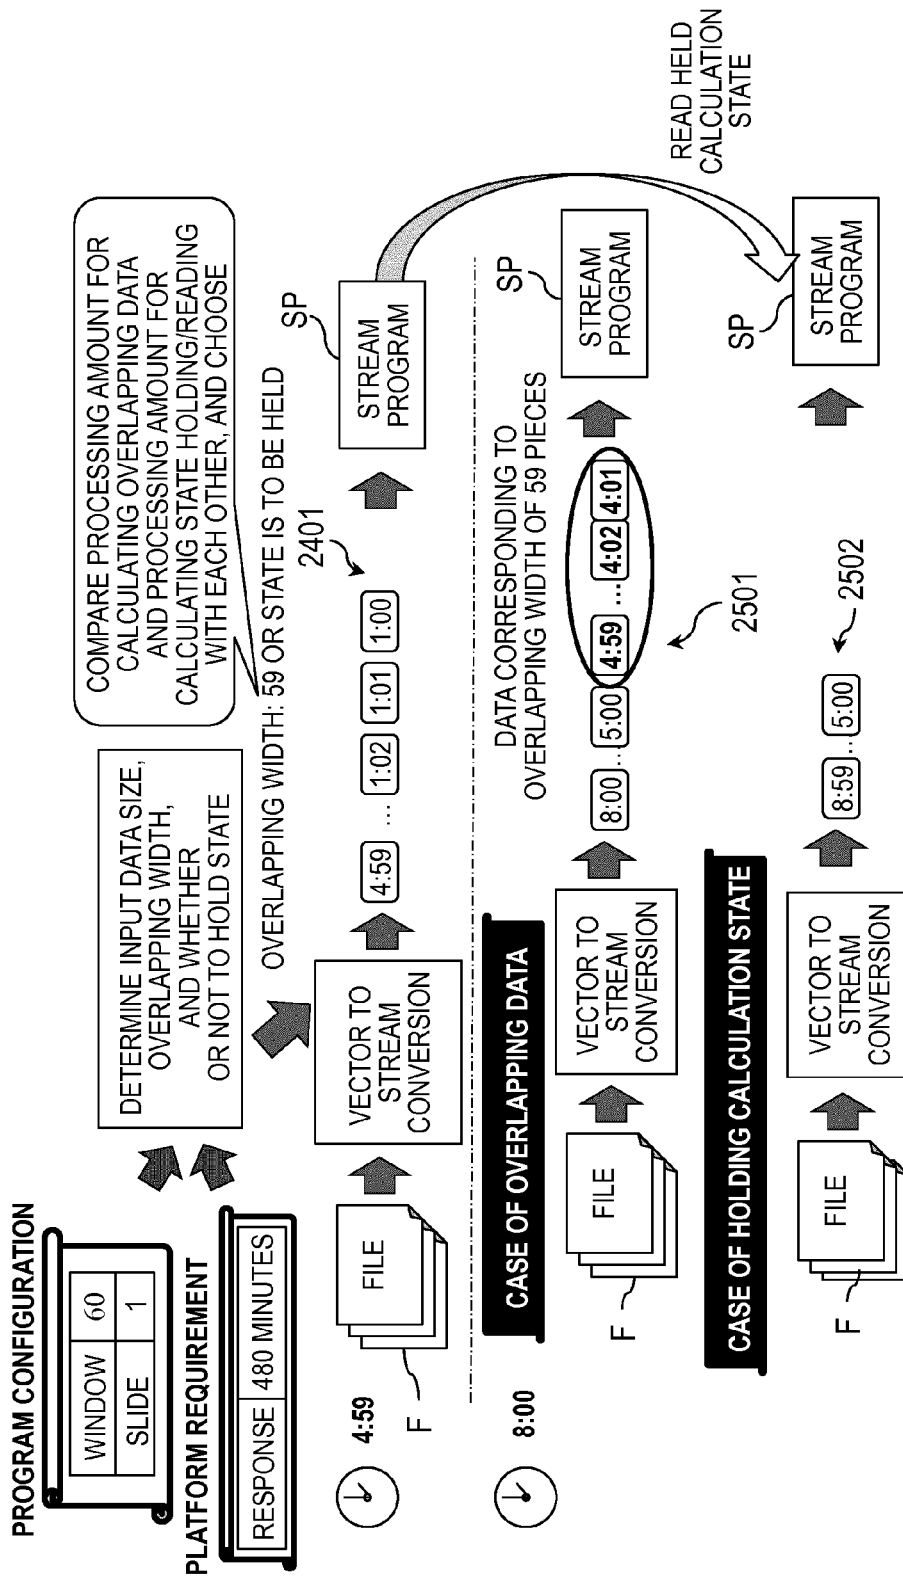 PROGRAM CONFIGURATION
WINDOW 60
SLIDE 1
PLATFORM REQUIREMENT
RESPONSE 480 MINUTES
DETERMINE INPUT DATA SIZE,
OVERLAPPING WIDTH,
AND WHETHER
OR NOT TO HOLD STATE
COMPARE PROCESSING AMOUNT FOR
CALCULATING OVERLAPPING DATA
AND PROCESSING AMOUNT FOR
CALCULATING STATE HOLDING/READING
WITH EACH OTHER, AND CHOOSE
OVERLAPPING WIDTH: 59 OR STATE IS TO BE HELD
4:59
FILE
F
VECTOR TO
STREAM
CONVERSION
4:59 ... 1:02 1:01 1:00
2401
SP
STREAM
PROGRAM
8:00
CASE OF OVERLAPPING DATA
FILE
F
VECTOR TO
STREAM
CONVERSION
DATA CORRESPONDING TO
OVERLAPPING WIDTH OF 59 PIECES
8:00 ... 5:00 4:59 ... 4:02 4:01
2501
SP
STREAM
PROGRAM
READ HELD
CALCULATION
STATE
CASE OF HOLDING CALCULATION STATE
FILE
F
VECTOR TO
STREAM
CONVERSION
8:59 ... 5:00
2502
SP
STREAM
PROGRAM